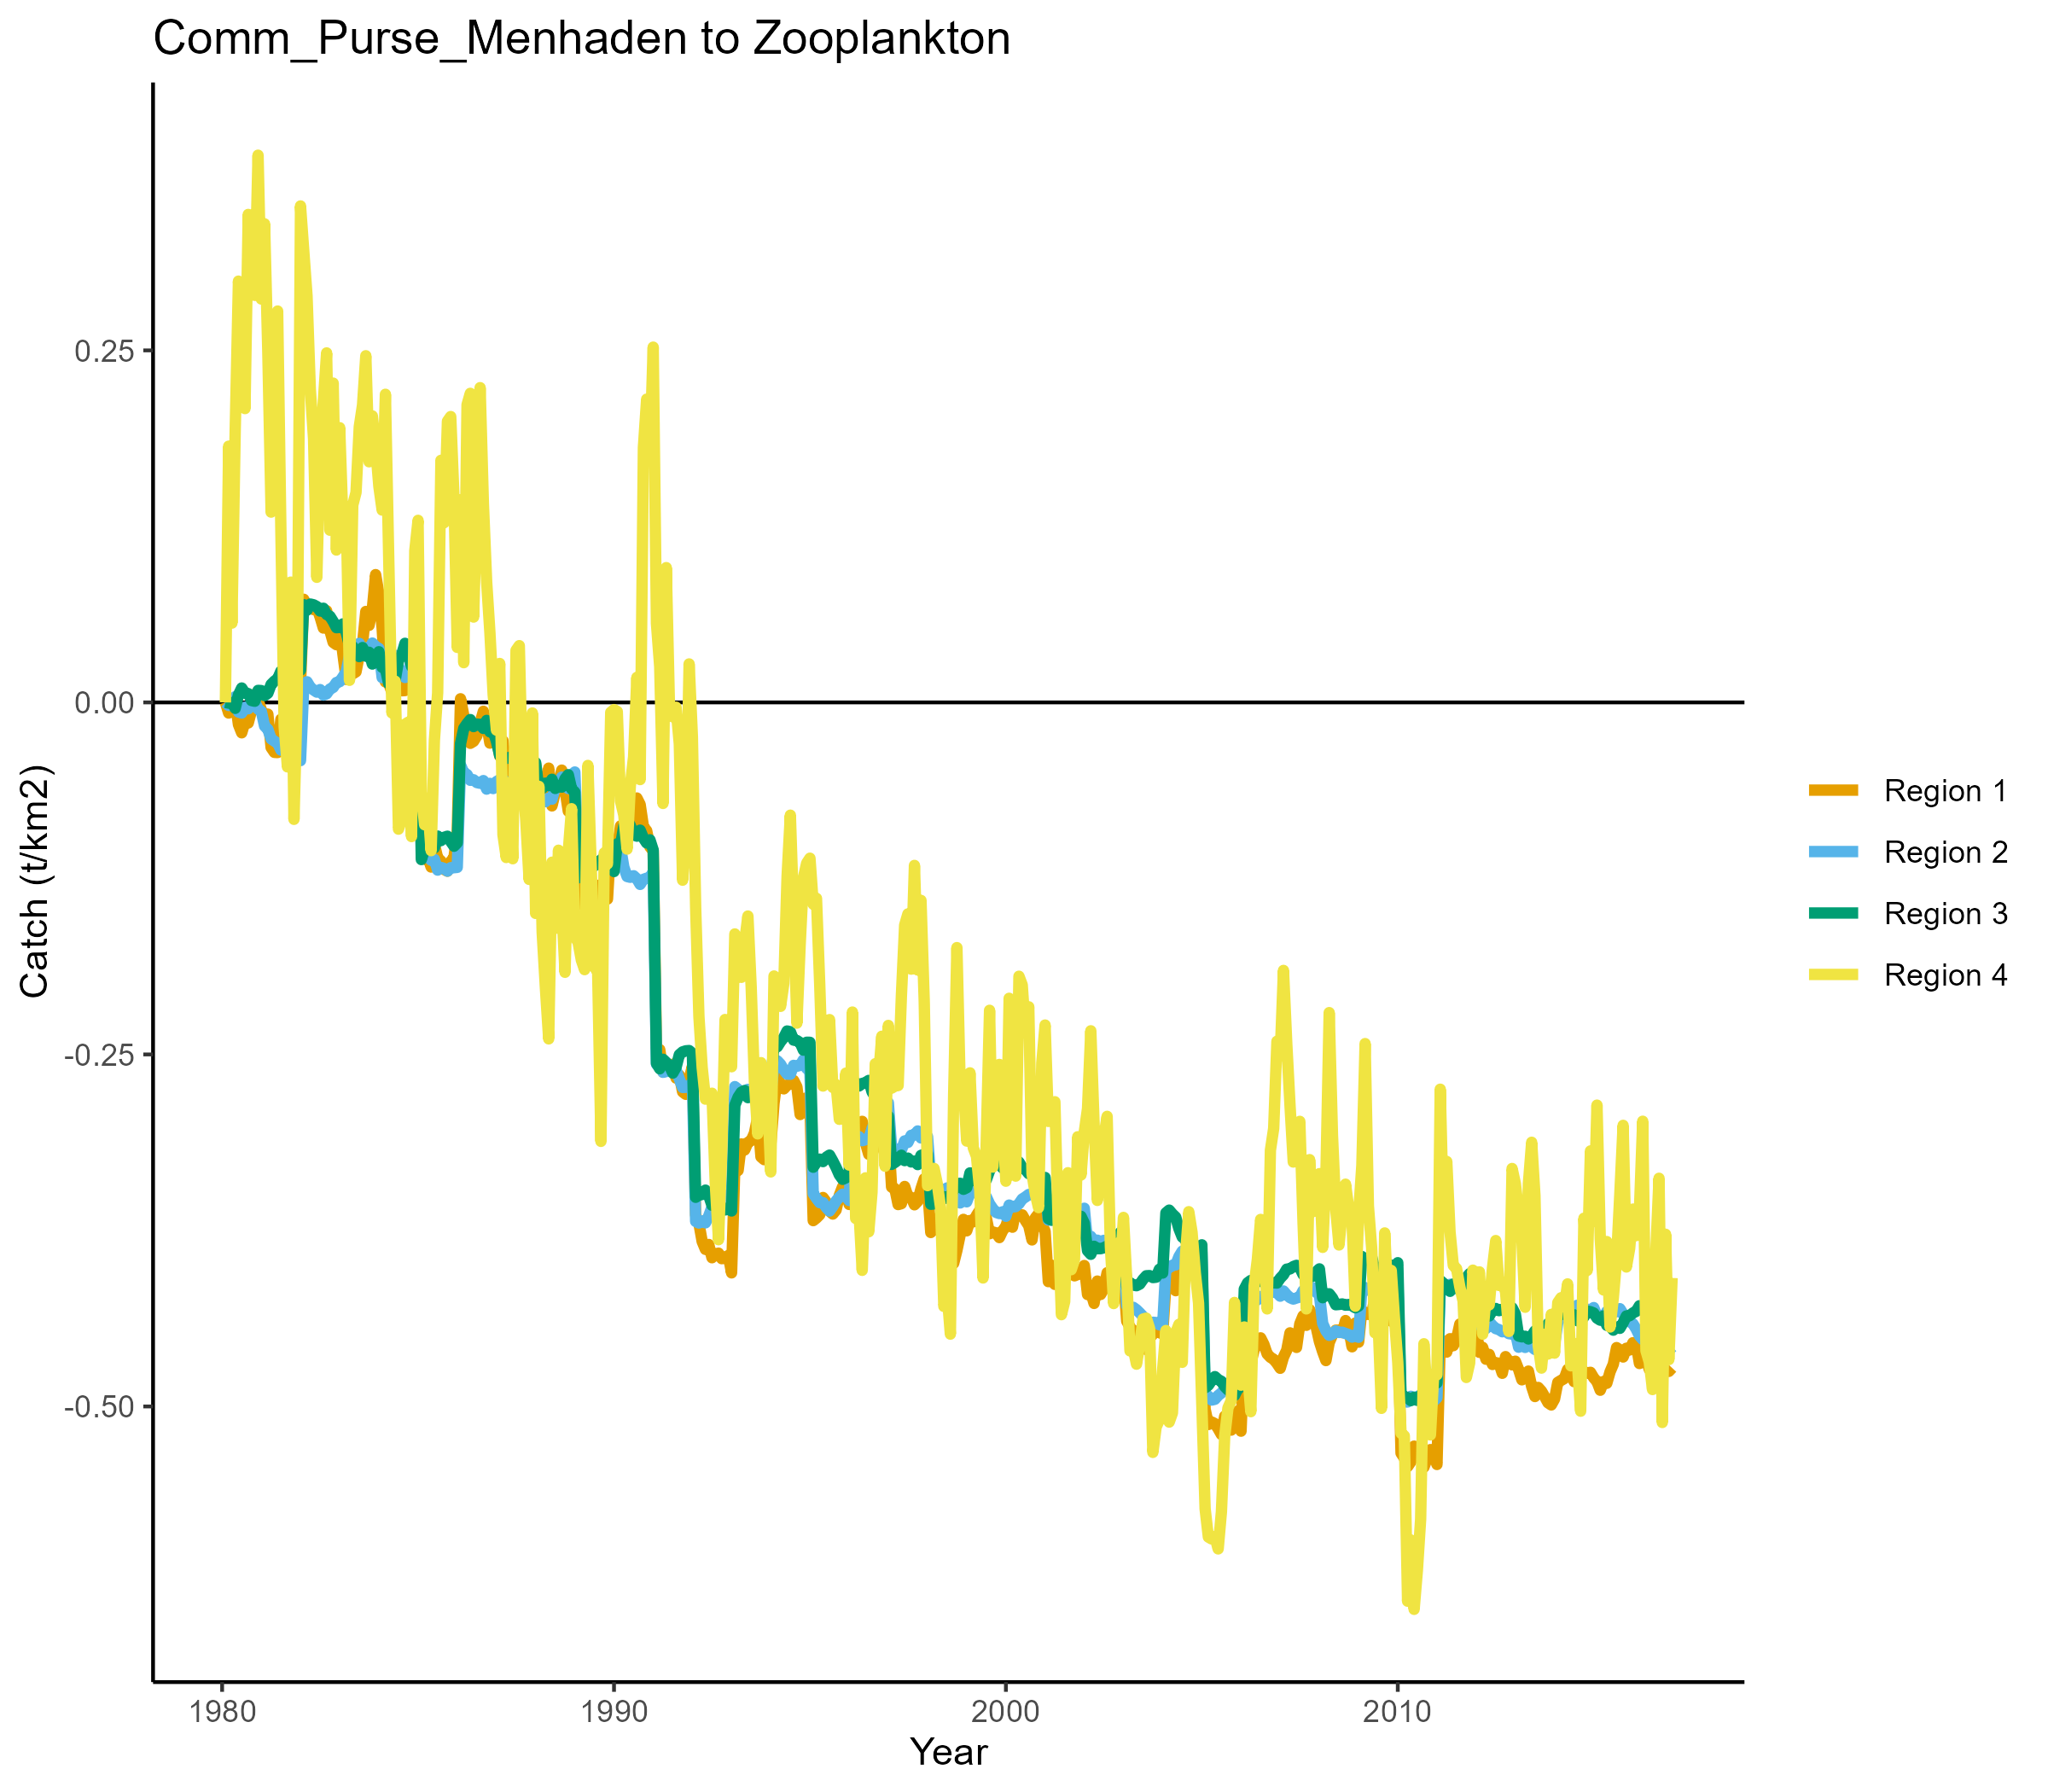 Comm_Purse_Menhaden to Zooplankton
Catch (t/km2)
0.25
0.00
-0.25
-0.50
1980 1990 2000 2010
Year
Region 1
Region 2
Region 3
Region 4